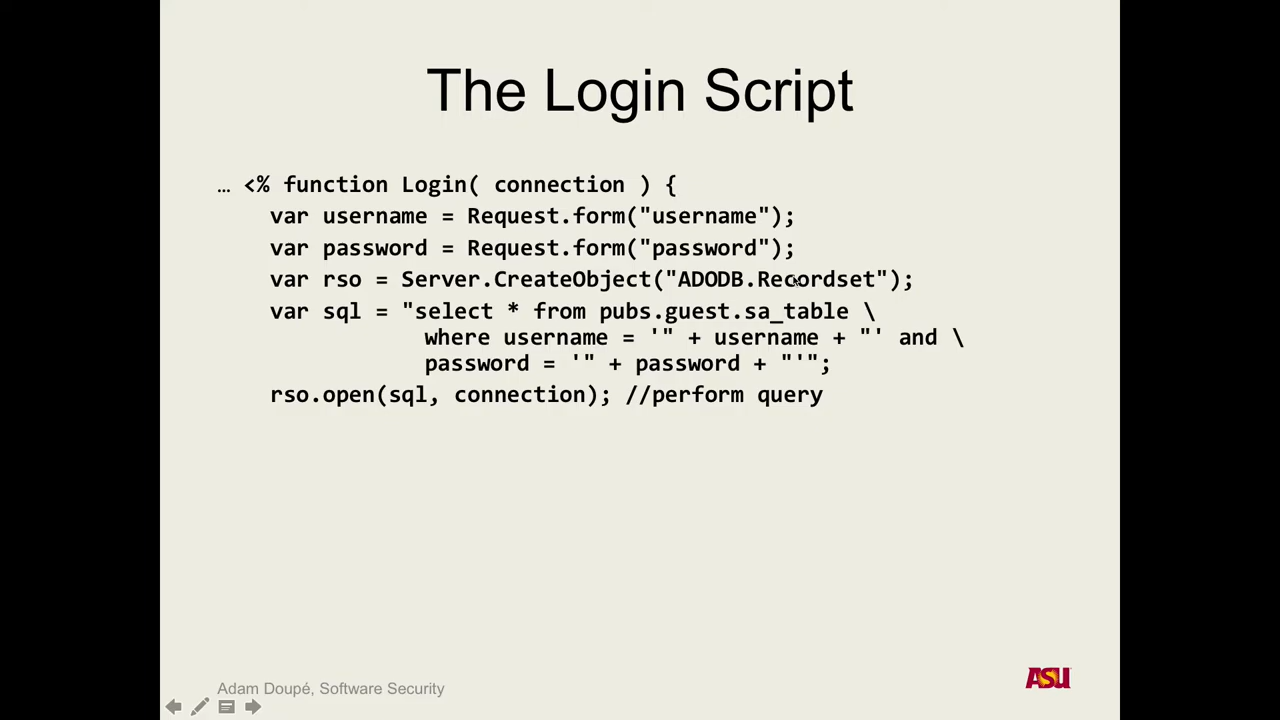 The Login Script
… <% function Login( connection ) {
var username = Request.form("username");
var password = Request.form("password");
var rso = Server.CreateObject("ADODB.Recordset");
var sql = "select * from pubs.guest.sa_table \
where username = '" + username + "' and \
password = '" + password + "'";
rso.open(sql, connection); //perform query
Adam Doupé, Software Security
ASU